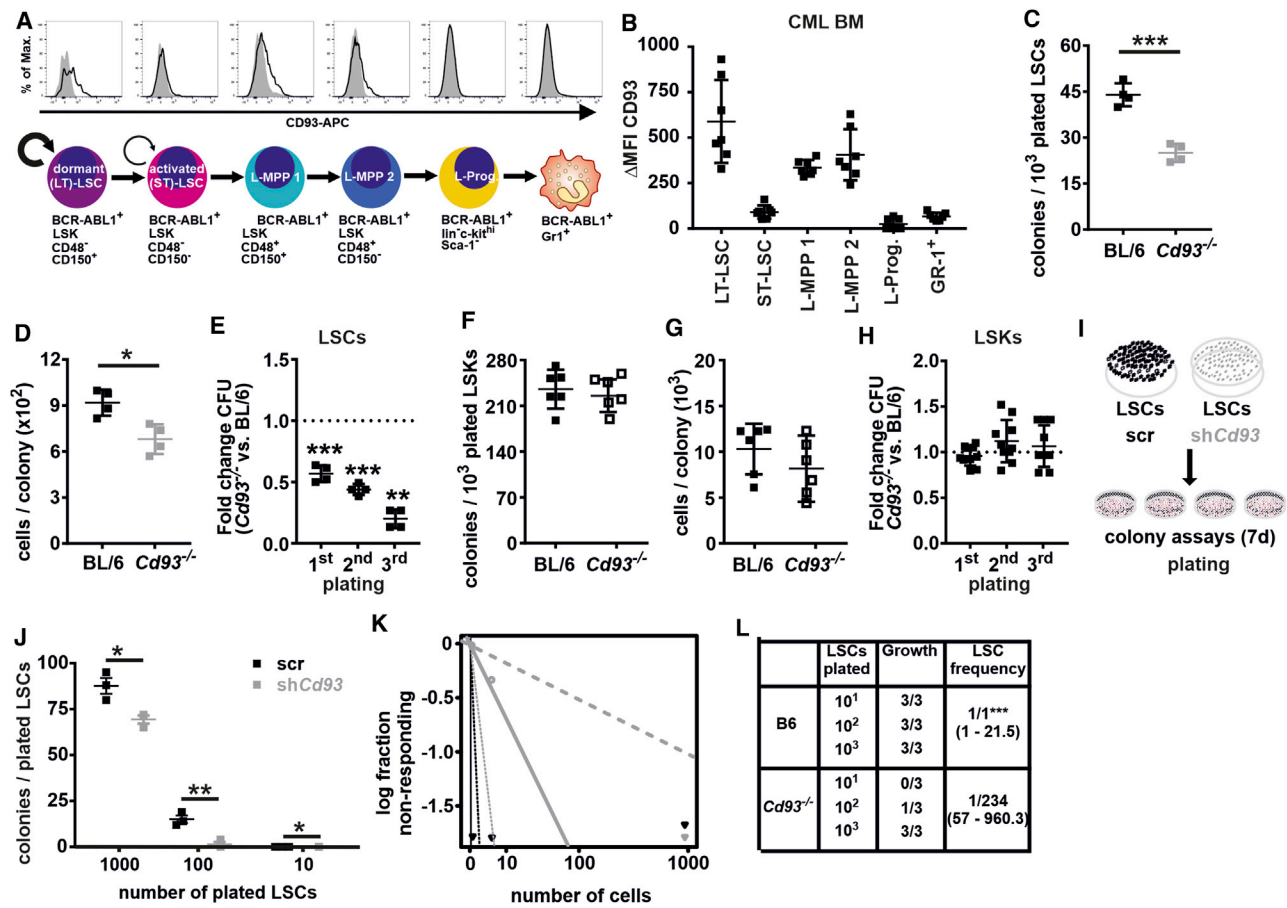 A
% of Max.
CD93-APC
dormant
(LT)-LSC
activated
(ST)-LSC
L-MPP 1
L-MPP 2
L-Prog.
BCR-ABL1⁺
LSK
CD48⁻
CD150⁺
BCR-ABL1⁺
LSK
CD48⁻
CD150⁻
BCR-ABL1⁺
LSK
CD48⁺
CD150⁺
BCR-ABL1⁺
LSK
CD48⁺
CD150⁻
BCR-ABL1⁺
lin⁻c-kitʰⁱ
Sca-1⁻
BCR-ABL1⁺
Gr1⁺
B
CML BM
ΔMFI CD93
1000
750
500
250
0
LT-LSC
ST-LSC
L-MPP 1
L-MPP 2
L-Prog.
GR-1⁺
C
colonies / 10³ plated LSCs
60
45
30
15
0
***
BL/6
Cd93⁻/⁻
D
cells / colony (x10²)
12
9
6
3
0
*
BL/6
Cd93⁻/⁻
E
LSCs
Fold change CFU
(Cd93⁻/⁻ vs. BL/6)
1.5
1.0
0.5
0.0
***
***
**
1st 2nd 3rd
plating
F
colonies / 10³ plated LSKs
280
210
140
70
0
BL/6
Cd93⁻/⁻
G
cells / colony (10³)
20
15
10
5
0
BL/6
Cd93⁻/⁻
H
LSKs
Fold change CFU
Cd93⁻/⁻ vs. BL/6)
2.0
1.5
1.0
0.5
0.0
1st 2nd 3rd
plating
I
LSCs
scr
LSCs
shCd93
colony assays (7d)
plating
J
colonies / plated LSCs
100
75
50
25
0
*
**
*
scr
shCd93
1000
100
10
number of plated LSCs
K
log fraction
non-responding
0
-0.5
-1.0
-1.5
0
10
100
1000
number of cells
L
LSCs
plated
Growth
LSC
frequency
B6
10¹ 3/3
10² 3/3
10³ 3/3
1/1***
(1 - 21.5)
Cd93⁻/⁻
10¹ 0/3
10² 1/3
10³ 3/3
1/234
(57 - 960.3)